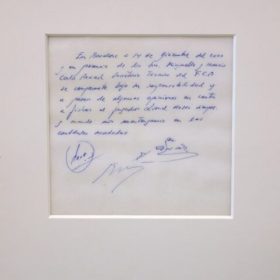 En Barcelona a 14 de Diciembre del 2000
y en presencia de los Sres Minguella y Horacio
Carles Rexach Secretario Técnico del F.C.B
se compromete bajo su responsabilidad y
a pesar de algunas opiniones en contra
a fichar al jugador Lionel Messi siempre
y cuando nos mantengamos en las
cantidades acordadas